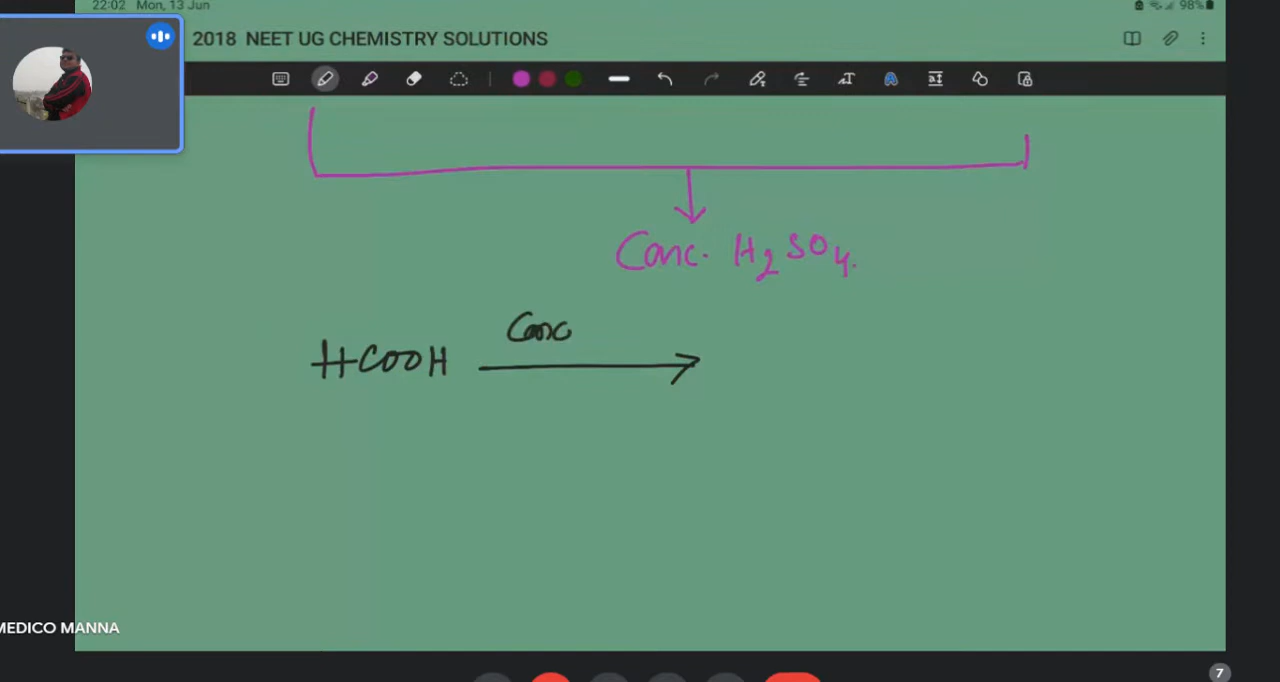 22:02 Mon, 13 Jun
98%
2018 NEET UG CHEMISTRY SOLUTIONS
Conc. H2SO4.
Conc
HCOOH
MEDICO MANNA
7